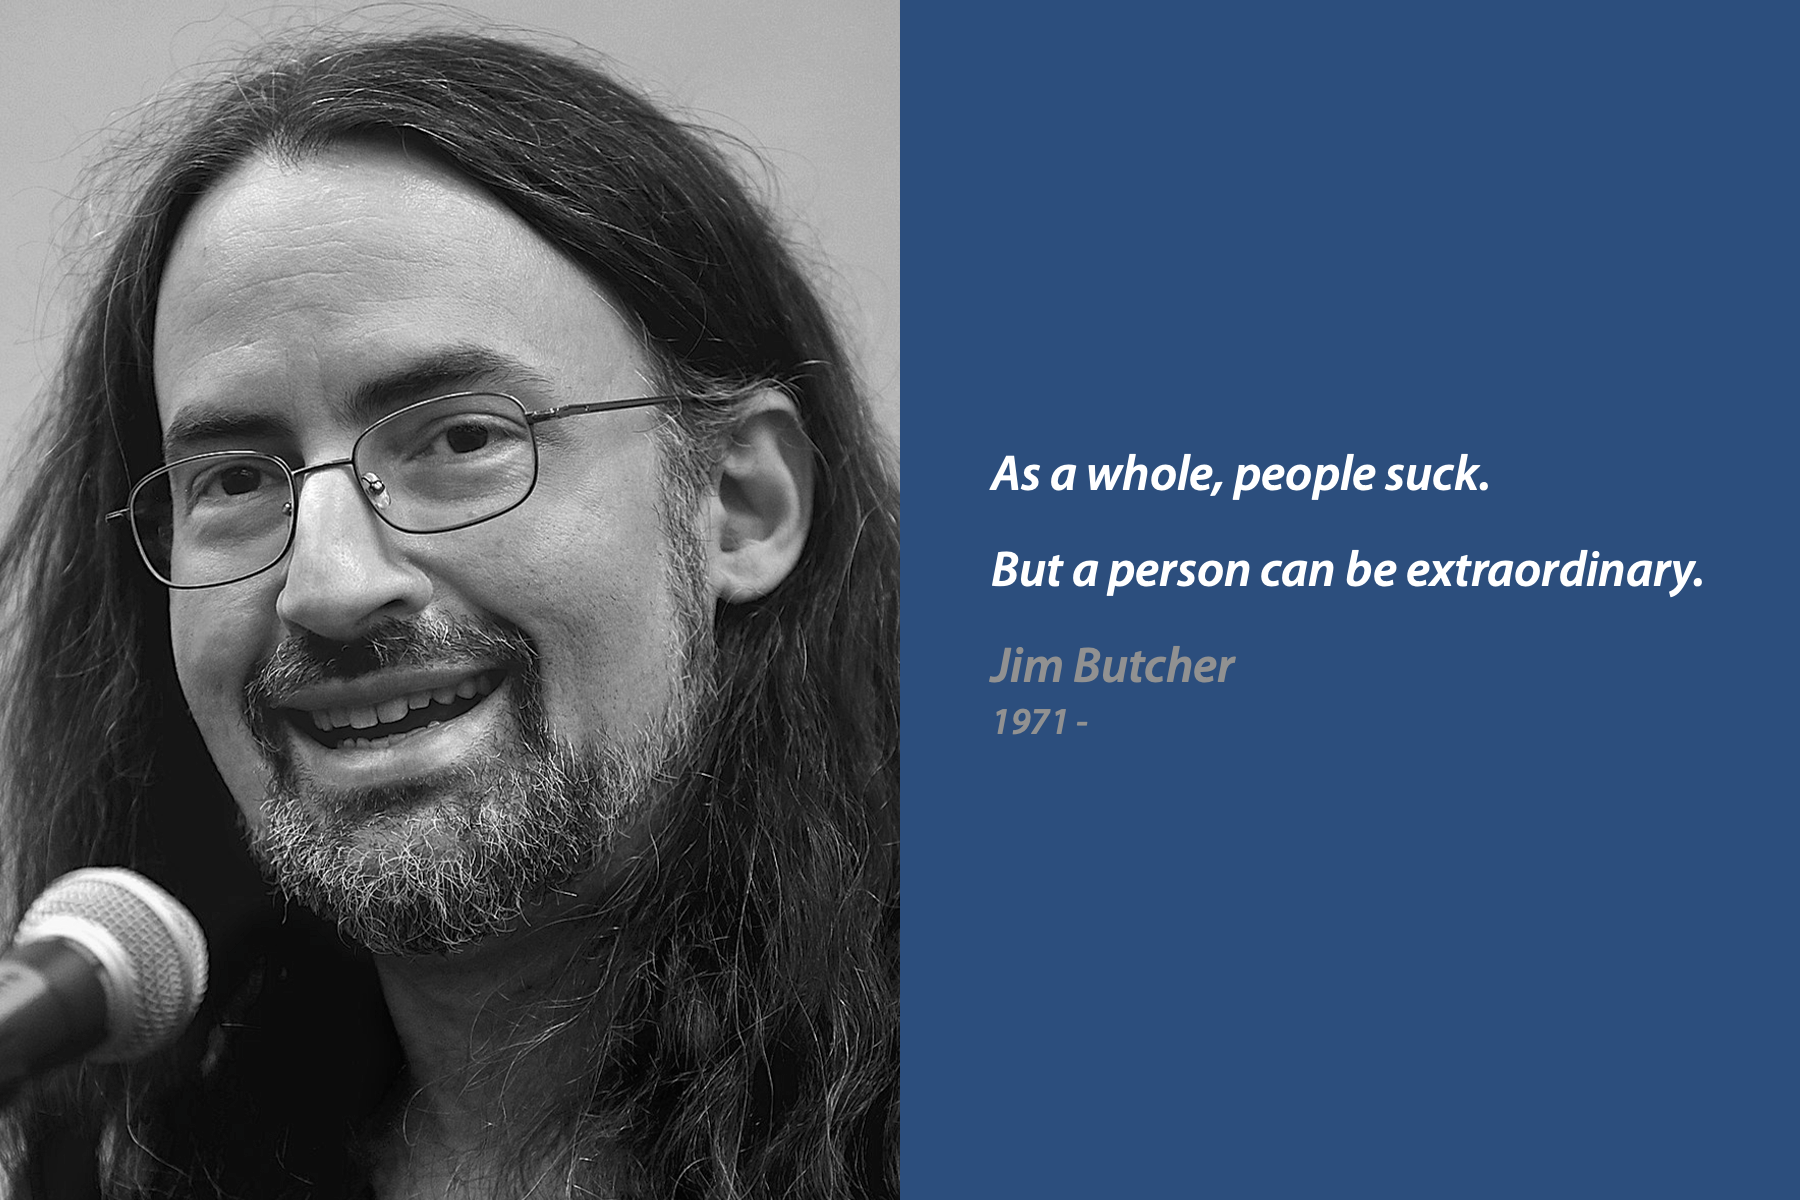 As a whole, people suck.
But a person can be extraordinary.
Jim Butcher
1971 -